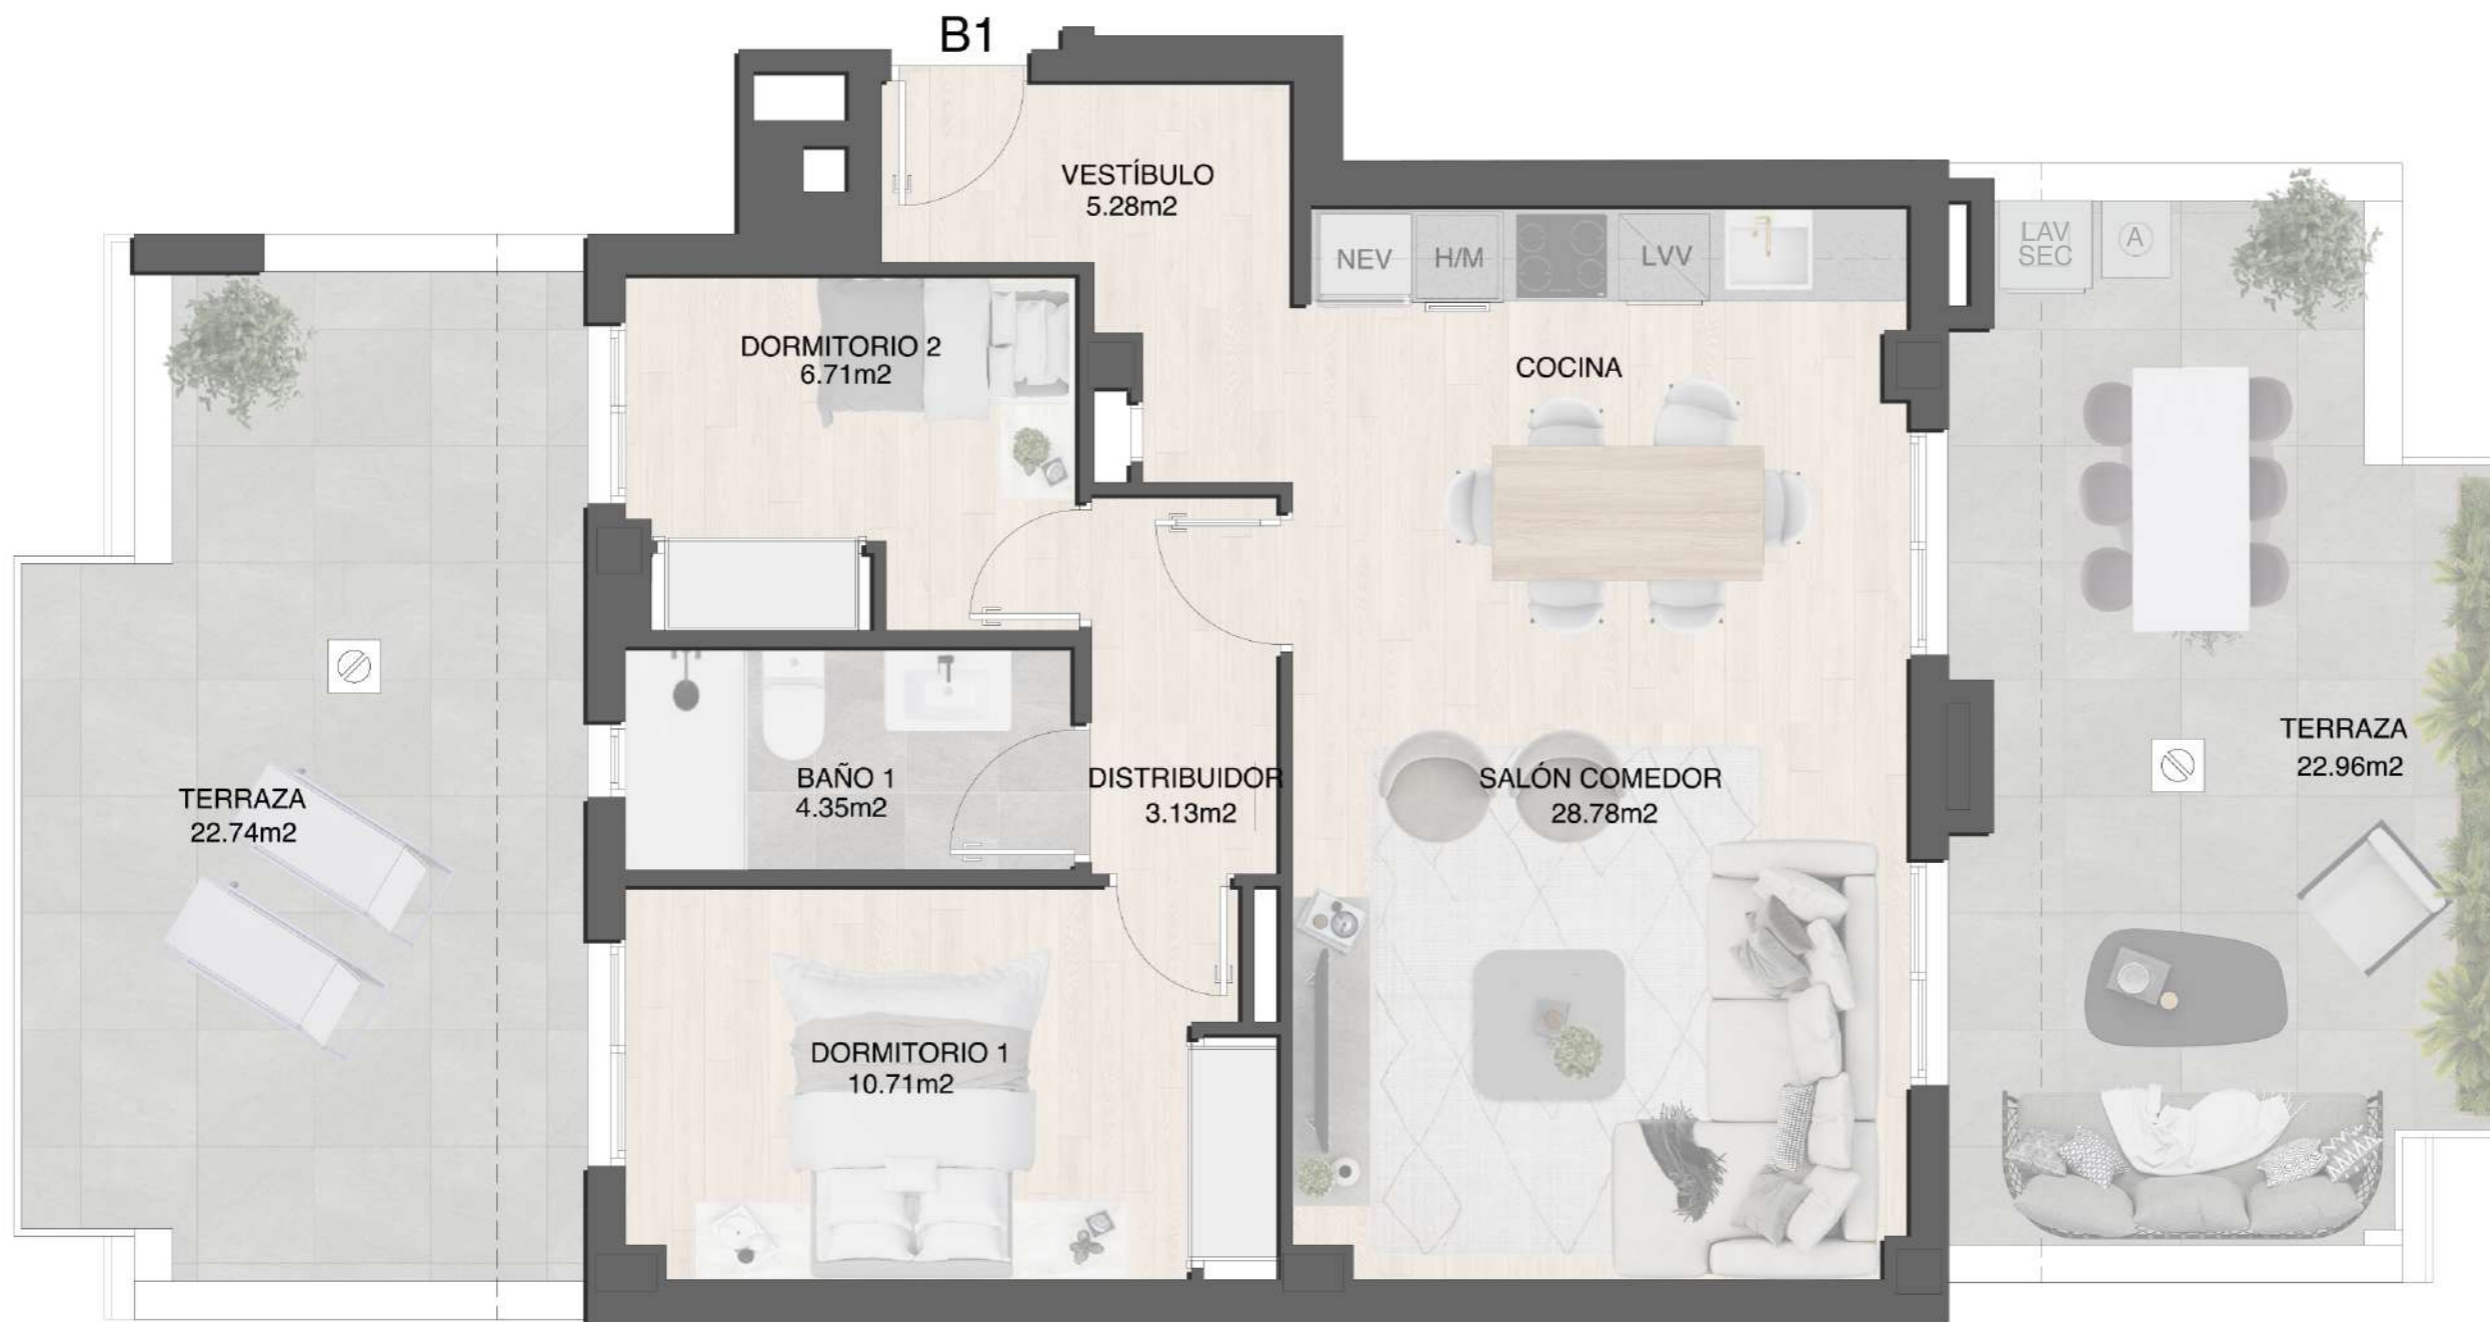 B1
VESTÍBULO
5.28m2
NEV
H/M
LVV
LAV
SEC
A
DORMITORIO 2
6.71m2
COCINA
TERRAZA
22.74m2
BAÑO 1
4.35m2
DISTRIBUIDOR
3.13m2
SALÓN COMEDOR
28.78m2
TERRAZA
22.96m2
DORMITORIO 1
10.71m2